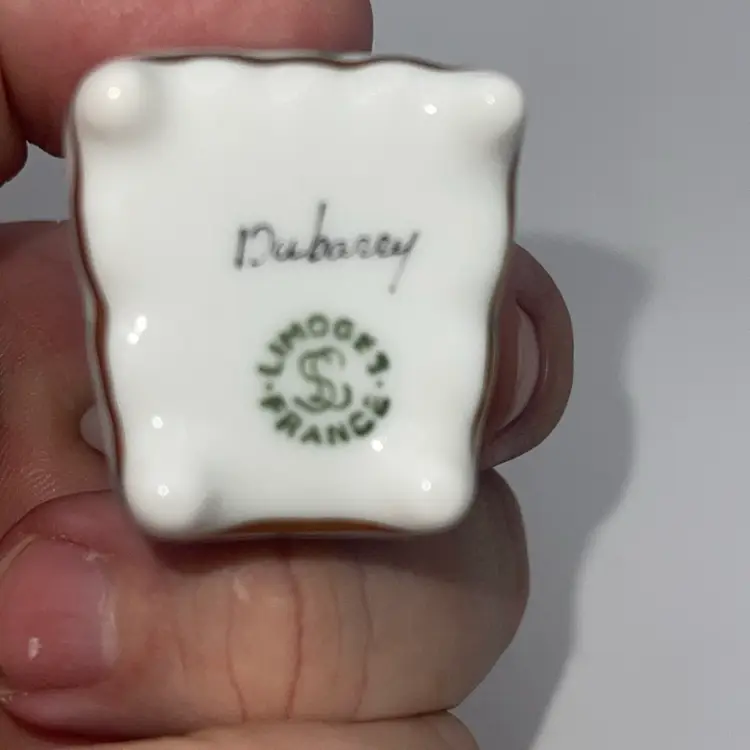 Dubarry
LIMOGES
SL
FRANCE